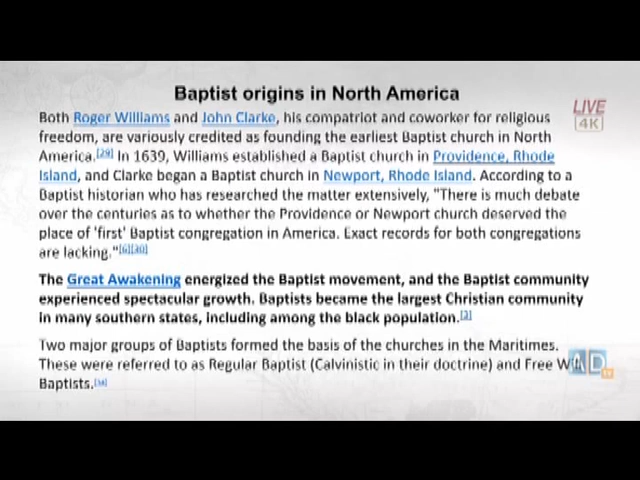 Baptist origins in North America
LIVE
4K
Both Roger Williams and John Clarke, his compatriot and coworker for religious
freedom, are variously credited as founding the earliest Baptist church in North
America.[29] In 1639, Williams established a Baptist church in Providence, Rhode
Island, and Clarke began a Baptist church in Newport, Rhode Island. According to a
Baptist historian who has researched the matter extensively, "There is much debate
over the centuries as to whether the Providence or Newport church deserved the
place of 'first' Baptist congregation in America. Exact records for both congregations
are lacking."[6][30]
The Great Awakening energized the Baptist movement, and the Baptist community
experienced spectacular growth. Baptists became the largest Christian community
in many southern states, including among the black population.[3]
Two major groups of Baptists formed the basis of the churches in the Maritimes.
These were referred to as Regular Baptist (Calvinistic in their doctrine) and Free Will
Baptists.
AD